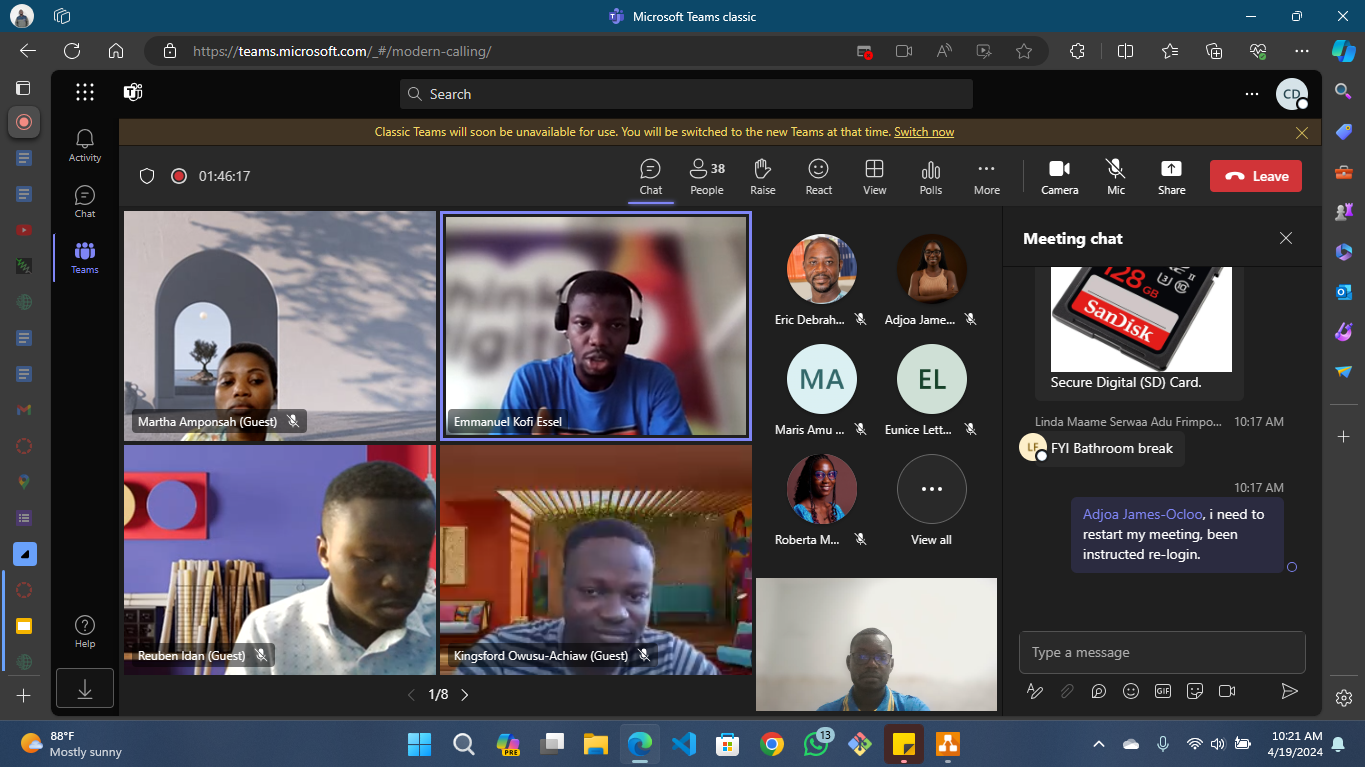 Microsoft Teams classic
https://teams.microsoft.com/_#/modern-calling/
Search
CD
Classic Teams will soon be unavailable for use. You will be switched to the new Teams at that time. Switch now
Activity
Chat
Teams
Help
01:46:17
Chat
38
People
Raise
React
View
Polls
More
Camera
Mic
Share
Leave
Martha Amponsah (Guest)
Emmanuel Kofi Essel
Reuben Idan (Guest)
Kingsford Owusu-Achiaw (Guest)
1/8
Eric Debrah...
Adjoa Jame...
MA
EL
Maris Amu ...
Eunice Lett...
Roberta M...
View all
Meeting chat
128 GB
SanDisk
Secure Digital (SD) Card.
Linda Maame Serwaa Adu Frimpo... 10:17 AM
LF
FYI Bathroom break
10:17 AM
Adjoa James-Ocloo, i need to
restart my meeting, been
instructed re-login.
Type a message
GIF
88°F
Mostly sunny
PRE
13
10:21 AM
4/19/2024